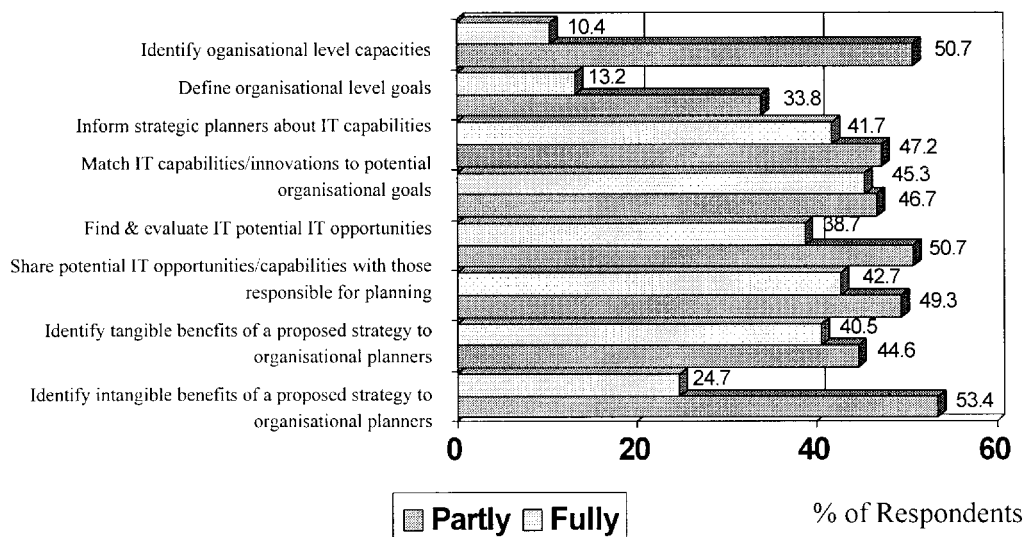 10.4
Identify oganisational level capacities
50.7
13.2
Define organisational level goals
33.8
Inform strategic planners about IT capabilities
41.7
47.2
Match IT capabilities/innovations to potential
organisational goals
45.3
46.7
Find & evaluate IT potential IT opportunities
38.7
50.7
Share potential IT opportunities/capabilities with those
responsible for planning
42.7
49.3
Identify tangible benefits of a proposed strategy to
organisational planners
40.5
44.6
24.7
Identify intangible benefits of a proposed strategy to
organisational planners
53.4
0 20 40 60
Partly Fully
% of Respondents